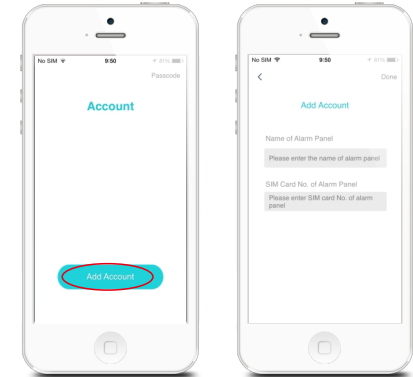 No SIM 9:50 97%
Passcode
Account
Add Account
No SIM 9:50 97%
Done
Add Account
Name of Alarm Panel
Please enter the name of alarm panel
SIM Card No. of Alarm Panel
Please enter SIM card No. of alarm
panel